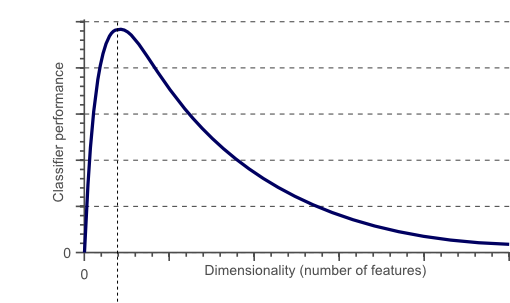 Classifier performance
0
0
Dimensionality (number of features)